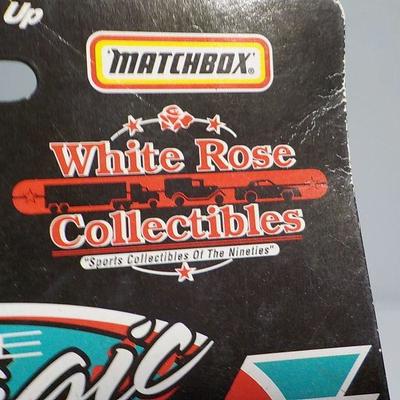 Up
MATCHBOX®
White Rose
Collectibles
"Sports Collectibles Of The Nineties"